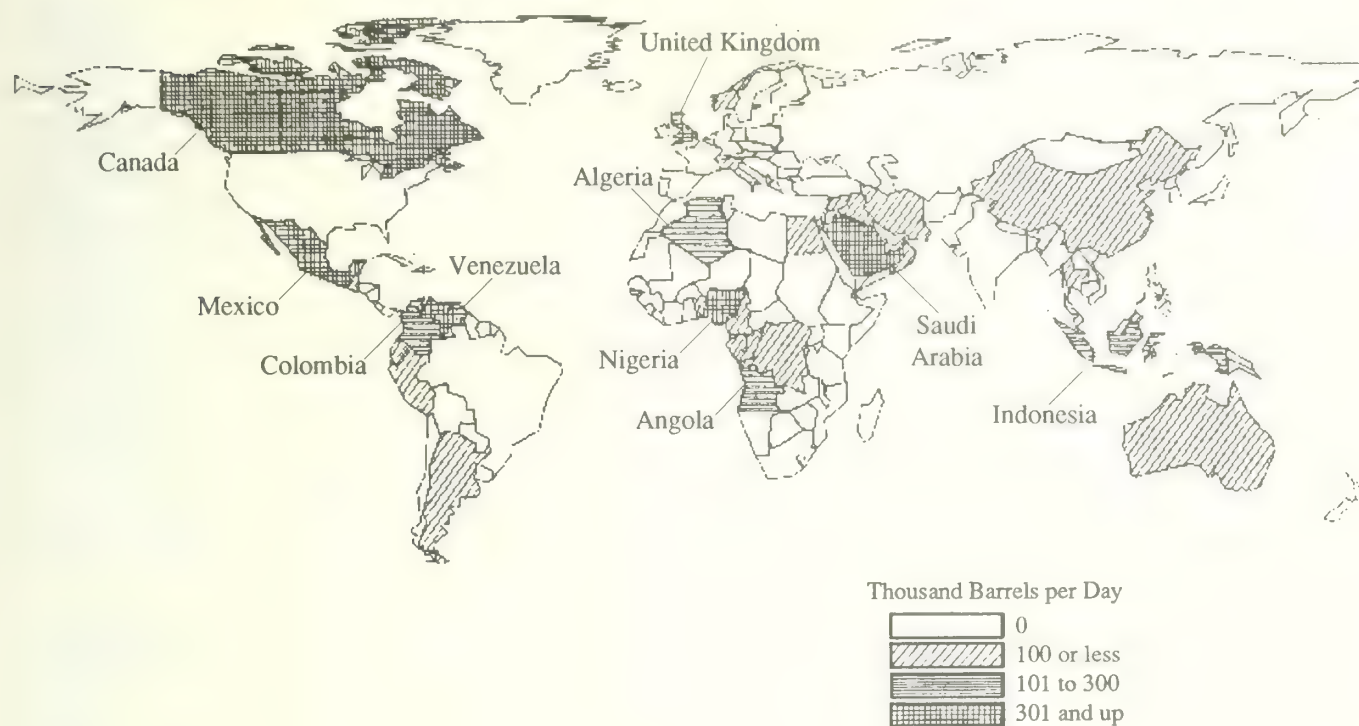 United Kingdom
Canada
Algeria
Venezuela
Mexico
Colombia
Nigeria
Saudi
Arabia
Angola
Indonesia
Thousand Barrels per Day
0
100 or less
101 to 300
301 and up